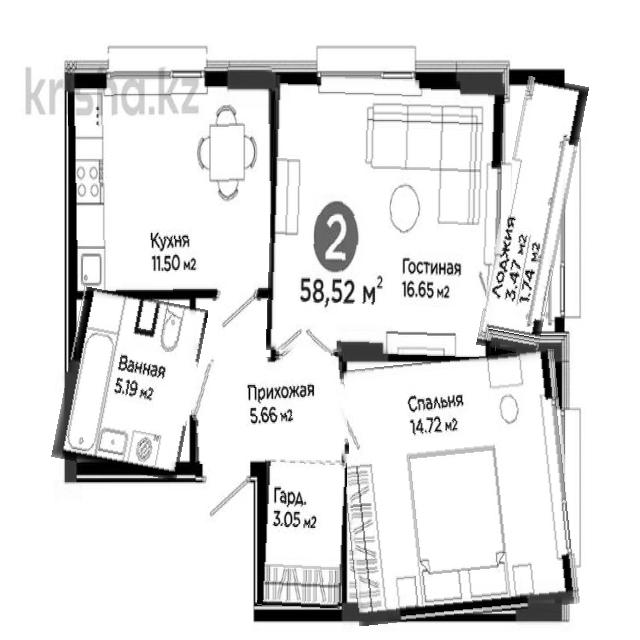 krisha.kz
Кухня
11.50 м2
2
58,52 м²
Гостиная
16.65 м2
Лоджия
3.47 м2
1.74 м2
Ванная
5.19 м2
Прихожая
5.66 м2
Спальня
14.72 м2
Гард.
3.05 м2